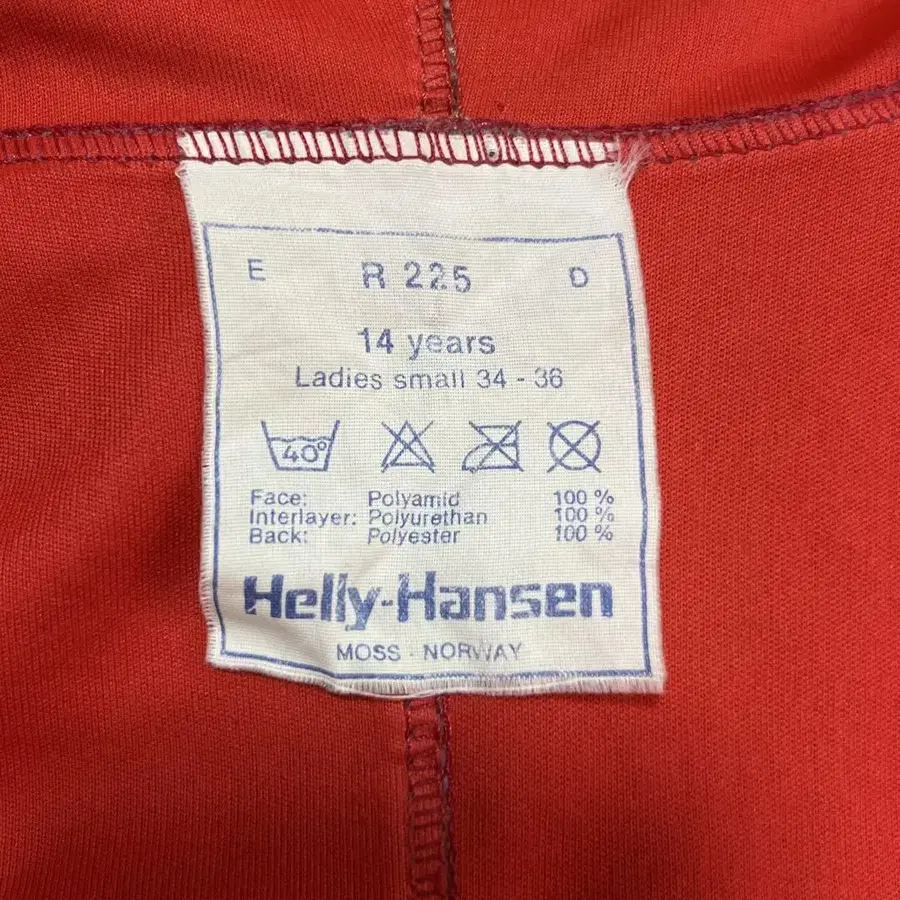 E R 225 D
14 years
Ladies small 34 - 36
40°
Face: Polyamid 100 %
Interlayer: Polyurethan 100 %
Back: Polyester 100 %
Helly-Hansen
MOSS - NORWAY